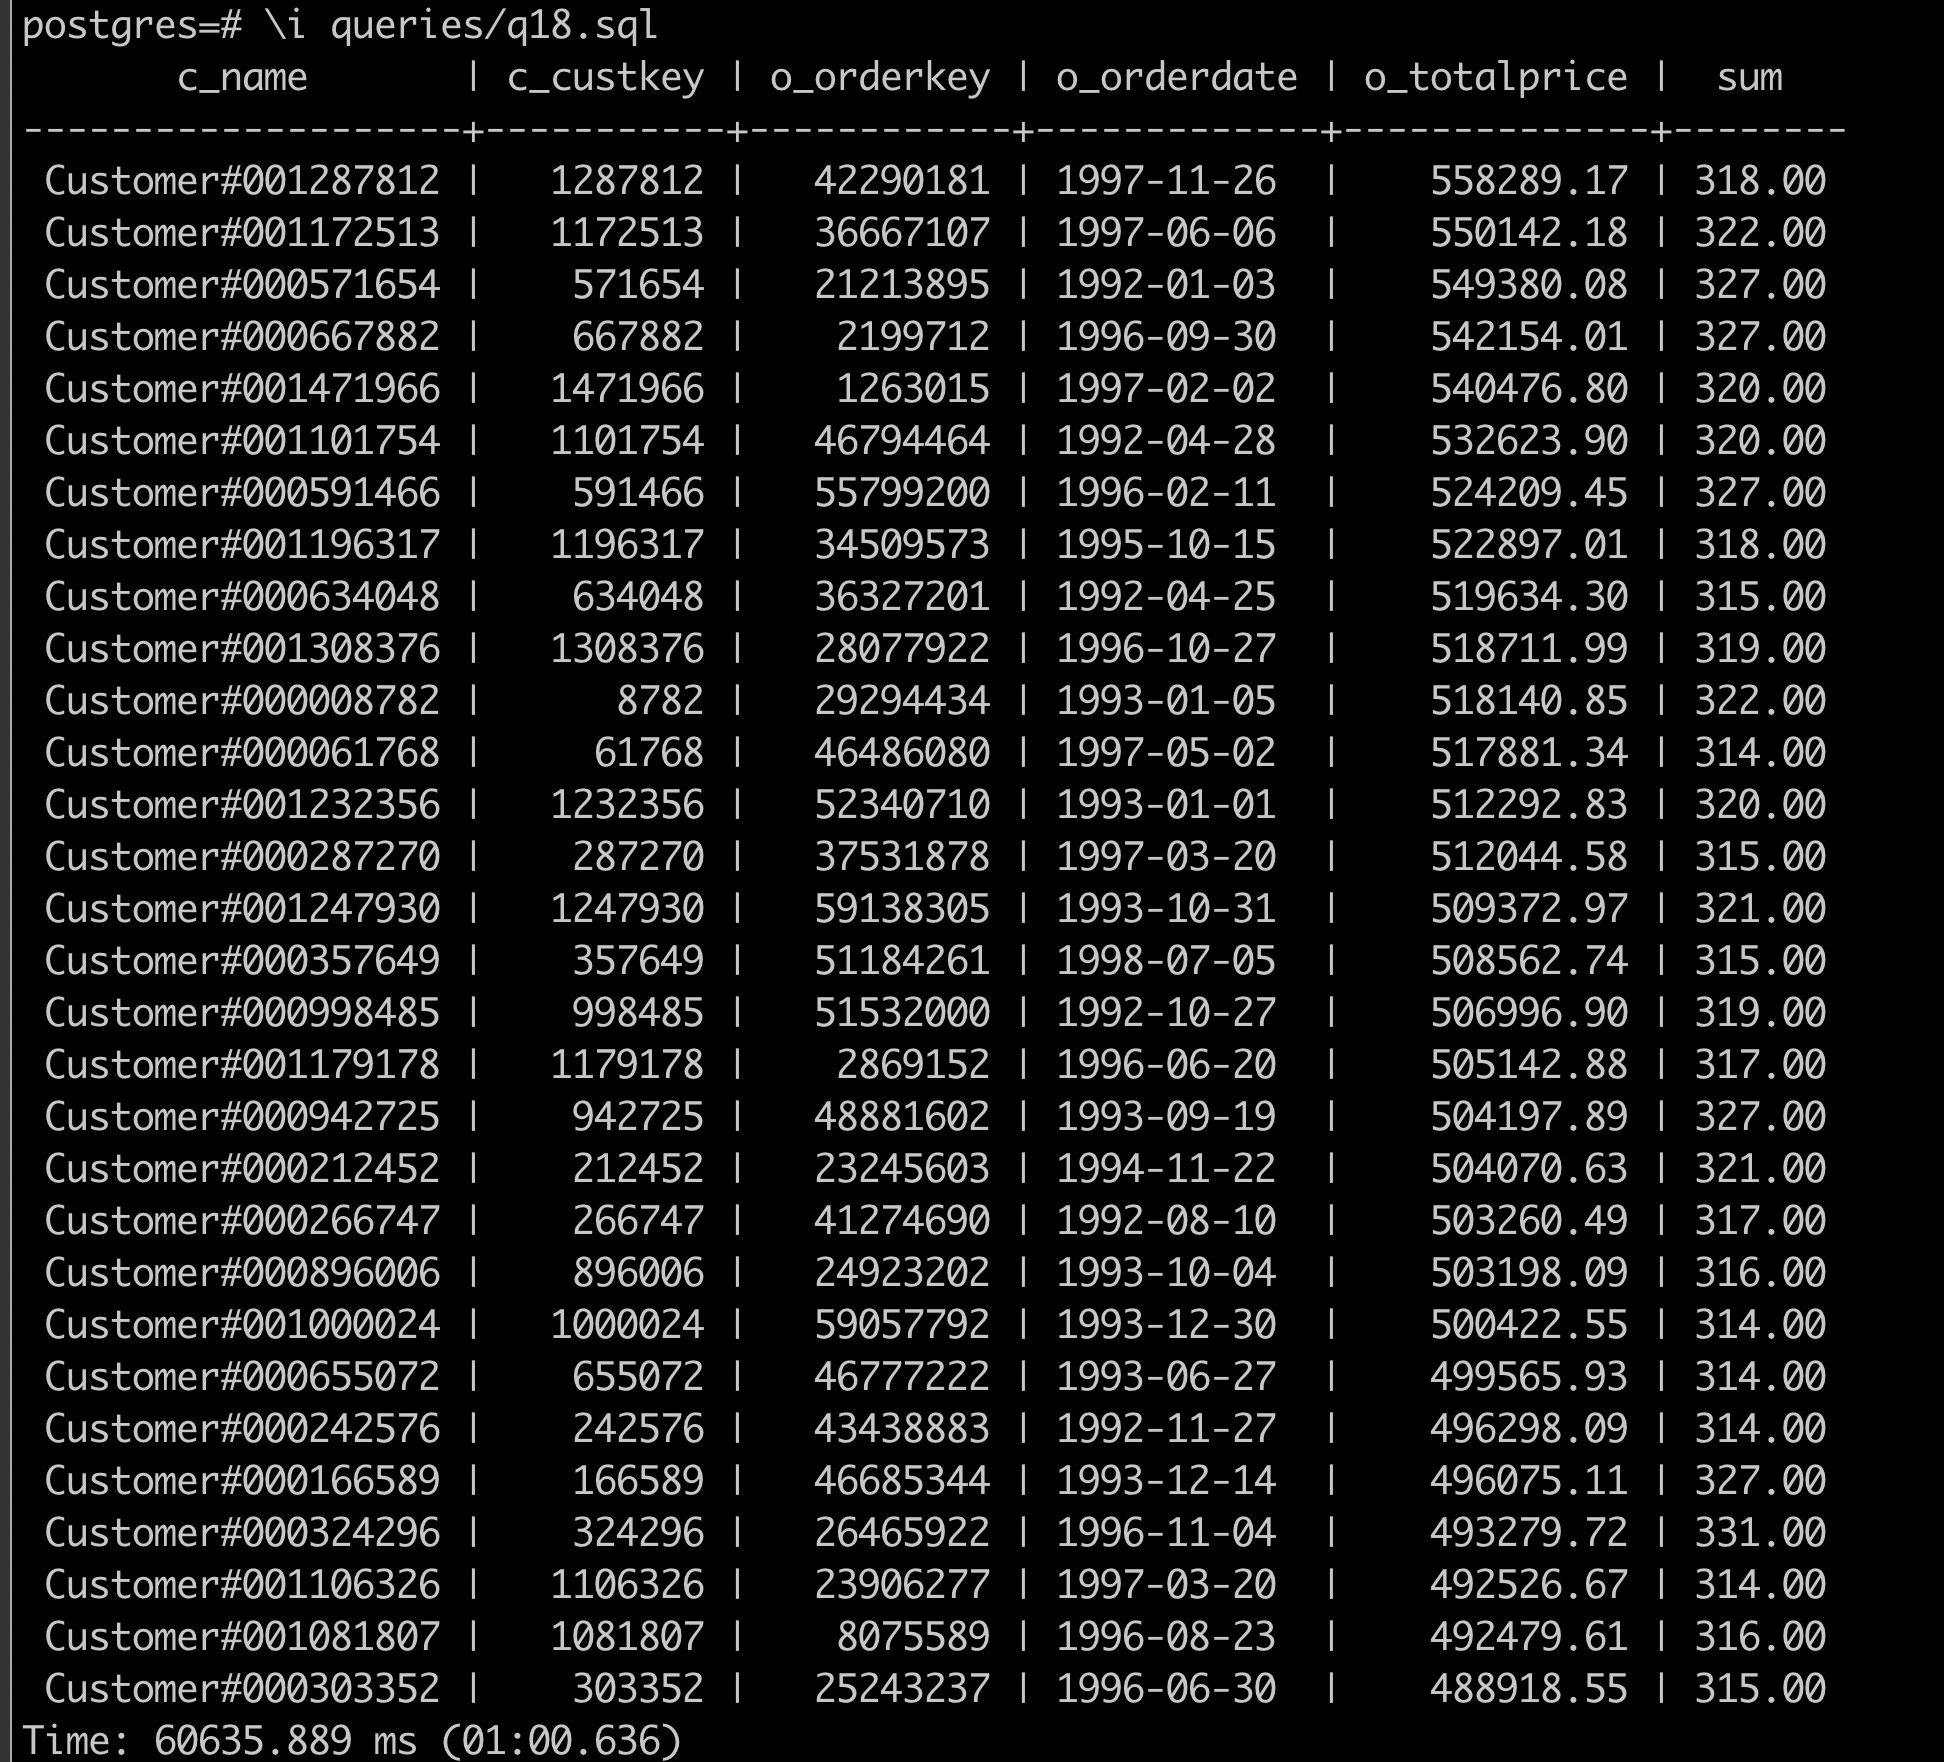 postgres=# \i queries/q18.sql
       c_name       | c_custkey | o_orderkey | o_orderdate | o_totalprice |  sum
--------------------+-----------+------------+-------------+--------------+--------
 Customer#001287812 |   1287812 |   42290181 | 1997-11-26  |    558289.17 | 318.00
 Customer#001172513 |   1172513 |   36667107 | 1997-06-06  |    550142.18 | 322.00
 Customer#000571654 |    571654 |   21213895 | 1992-01-03  |    549380.08 | 327.00
 Customer#000667882 |    667882 |    2199712 | 1996-09-30  |    542154.01 | 327.00
 Customer#001471966 |   1471966 |    1263015 | 1997-02-02  |    540476.80 | 320.00
 Customer#001101754 |   1101754 |   46794464 | 1992-04-28  |    532623.90 | 320.00
 Customer#000591466 |    591466 |   55799200 | 1996-02-11  |    524209.45 | 327.00
 Customer#001196317 |   1196317 |   34509573 | 1995-10-15  |    522897.01 | 318.00
 Customer#000634048 |    634048 |   36327201 | 1992-04-25  |    519634.30 | 315.00
 Customer#001308376 |   1308376 |   28077922 | 1996-10-27  |    518711.99 | 319.00
 Customer#000008782 |      8782 |   29294434 | 1993-01-05  |    518140.85 | 322.00
 Customer#000061768 |     61768 |   46486080 | 1997-05-02  |    517881.34 | 314.00
 Customer#001232356 |   1232356 |   52340710 | 1993-01-01  |    512292.83 | 320.00
 Customer#000287270 |    287270 |   37531878 | 1997-03-20  |    512044.58 | 315.00
 Customer#001247930 |   1247930 |   59138305 | 1993-10-31  |    509372.97 | 321.00
 Customer#000357649 |    357649 |   51184261 | 1998-07-05  |    508562.74 | 315.00
 Customer#000998485 |    998485 |   51532000 | 1992-10-27  |    506996.90 | 319.00
 Customer#001179178 |   1179178 |    2869152 | 1996-06-20  |    505142.88 | 317.00
 Customer#000942725 |    942725 |   48881602 | 1993-09-19  |    504197.89 | 327.00
 Customer#000212452 |    212452 |   23245603 | 1994-11-22  |    504070.63 | 321.00
 Customer#000266747 |    266747 |   41274690 | 1992-08-10  |    503260.49 | 317.00
 Customer#000896006 |    896006 |   24923202 | 1993-10-04  |    503198.09 | 316.00
 Customer#001000024 |   1000024 |   59057792 | 1993-12-30  |    500422.55 | 314.00
 Customer#000655072 |    655072 |   46777222 | 1993-06-27  |    499565.93 | 314.00
 Customer#000242576 |    242576 |   43438883 | 1992-11-27  |    496298.09 | 314.00
 Customer#000166589 |    166589 |   46685344 | 1993-12-14  |    496075.11 | 327.00
 Customer#000324296 |    324296 |   26465922 | 1996-11-04  |    493279.72 | 331.00
 Customer#001106326 |   1106326 |   23906277 | 1997-03-20  |    492526.67 | 314.00
 Customer#001081807 |   1081807 |    8075589 | 1996-08-23  |    492479.61 | 316.00
 Customer#000303352 |    303352 |   25243237 | 1996-06-30  |    488918.55 | 315.00
Time: 60635.889 ms (01:00.636)